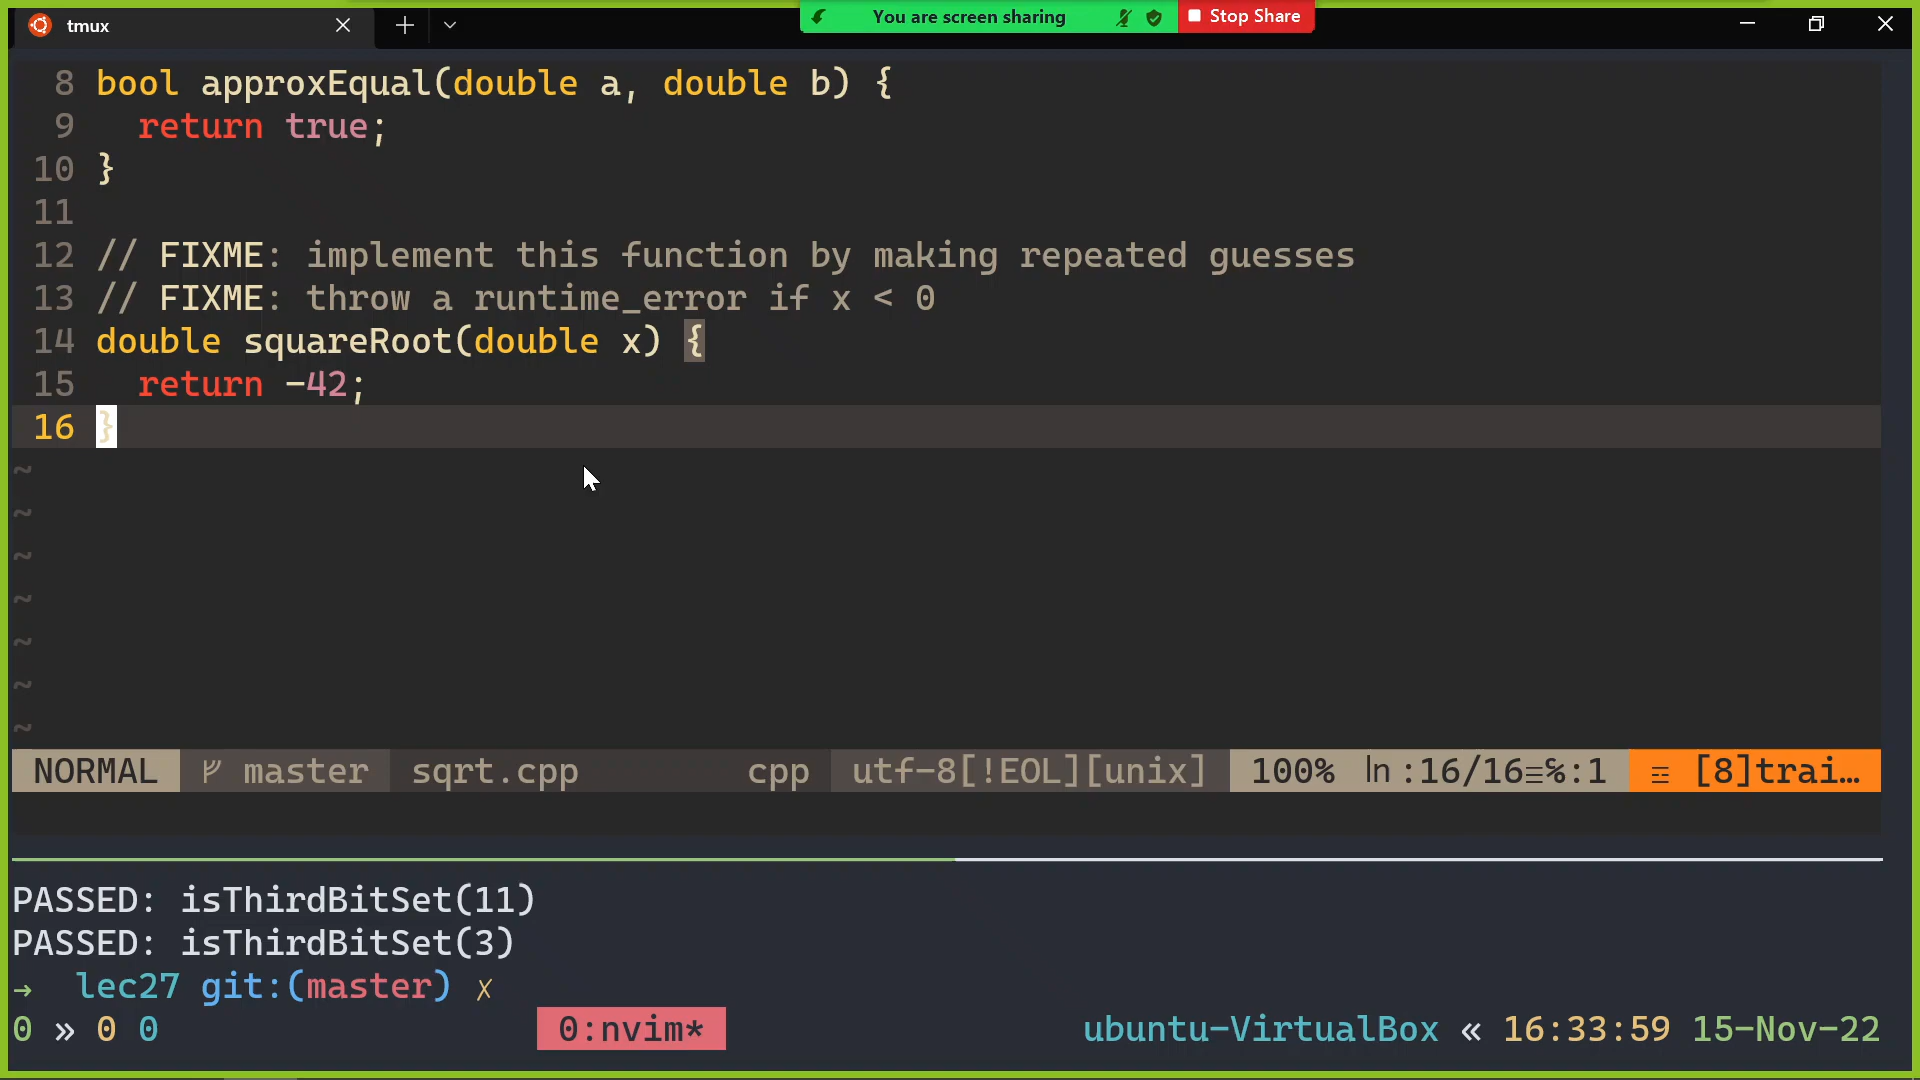 tmux
You are screen sharing
Stop Share
8 bool approxEqual(double a, double b) {
9   return true;
10 }
11
12 // FIXME: implement this function by making repeated guesses
13 // FIXME: throw a runtime_error if x < 0
14 double squareRoot(double x) {
15   return -42;
16 }
~
~
~
~
~
~
~
NORMAL master sqrt.cpp cpp utf-8[!EOL][unix] 100% ln :16/16≡℅:1 ☲ [8]trai…
PASSED: isThirdBitSet(11)
PASSED: isThirdBitSet(3)
→ lec27 git:(master) ✗
0 » 0 0 0:nvim* ubuntu-VirtualBox « 16:33:59 15-Nov-22